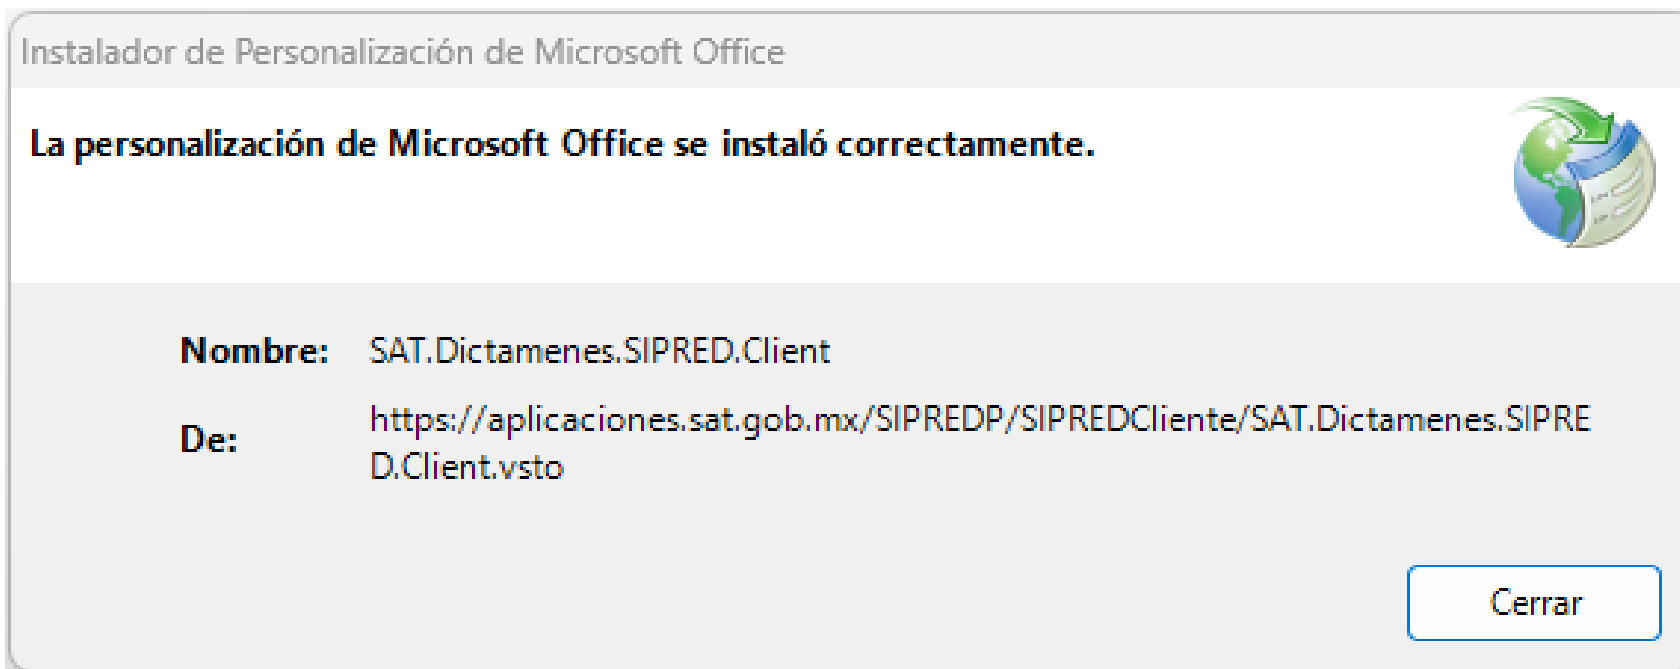 Instalador de Personalización de Microsoft Office
La personalización de Microsoft Office se instaló correctamente.
Nombre: SAT.Dictamenes.SIPRED.Client
De: https://aplicaciones.sat.gob.mx/SIPREDP/SIPREDCliente/SAT.Dictamenes.SIPRE
D.Client.vsto
Cerrar